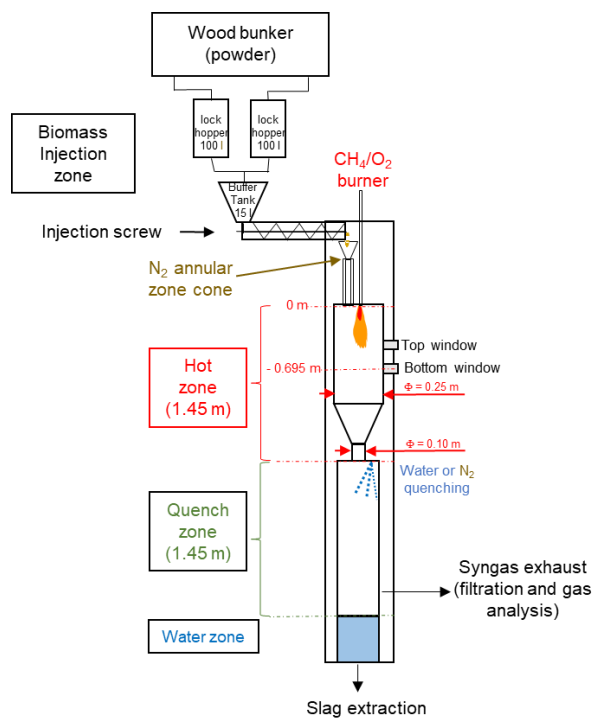 Wood bunker
(powder)
lock
hopper
100 l
lock
hopper
100 l
Biomass
Injection
zone
CH₄/O₂
burner
Buffer
Tank
15 l
Injection screw
N₂ annular
zone cone
0 m
Top window
0.695 m
Bottom window
Hot
zone
(1.45 m)
Φ = 0.25 m
Φ = 0.10 m
Water or N₂
quenching
Quench
zone
(1.45 m)
Syngas exhaust
(filtration and gas
analysis)
Water zone
Slag extraction